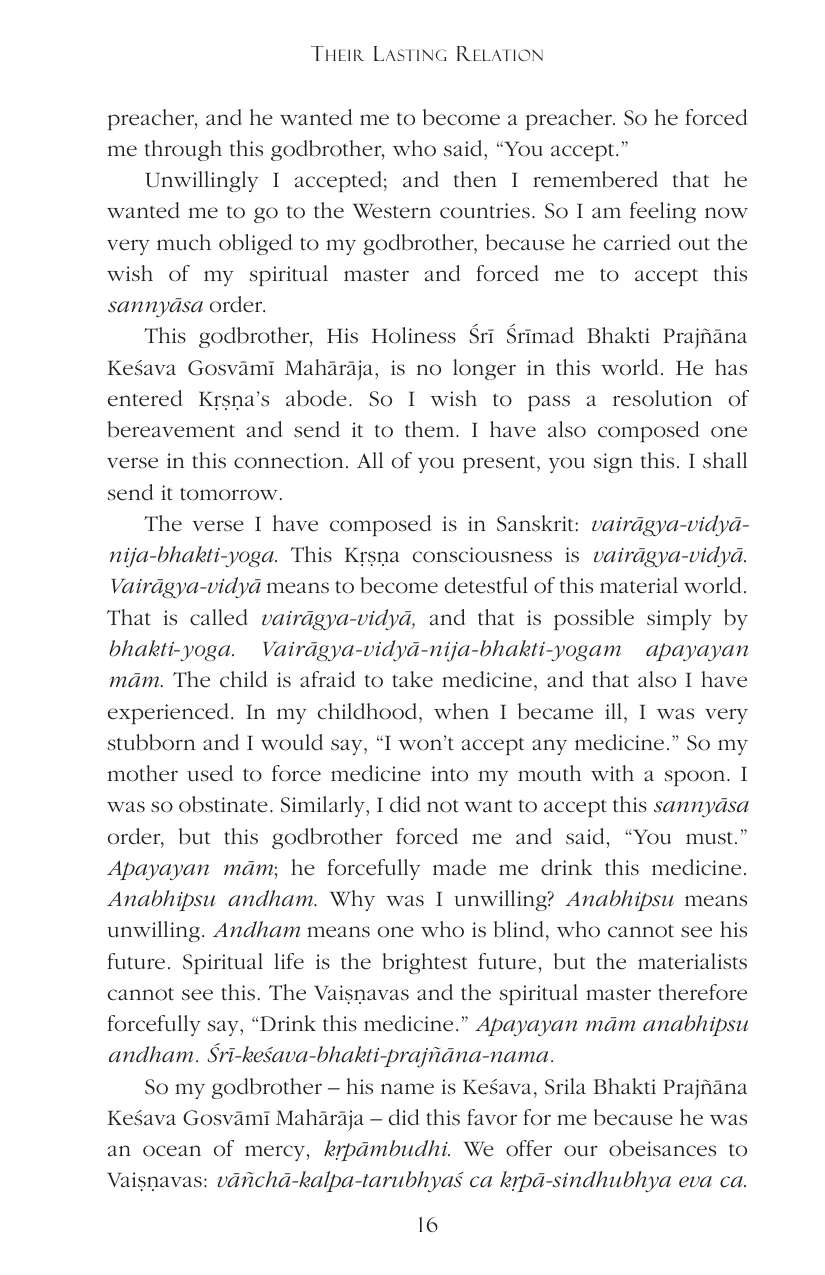 THEIR LASTING RELATION
preacher, and he wanted me to become a preacher. So he forced
me through this godbrother, who said, “You accept.”
Unwillingly I accepted; and then I remembered that he
wanted me to go to the Western countries. So I am feeling now
very much obliged to my godbrother, because he carried out the
wish of my spiritual master and forced me to accept this
sannyāsa order.
This godbrother, His Holiness Śrī Śrīmad Bhakti Prajñāna
Keśava Gosvāmī Mahārāja, is no longer in this world. He has
entered Kṛṣṇa’s abode. So I wish to pass a resolution of
bereavement and send it to them. I have also composed one
verse in this connection. All of you present, you sign this. I shall
send it tomorrow.
The verse I have composed is in Sanskrit: vairāgya-vidyā-
nija-bhakti-yoga. This Kṛṣṇa consciousness is vairāgya-vidyā.
Vairāgya-vidyā means to become detestful of this material world.
That is called vairāgya-vidyā, and that is possible simply by
bhakti-yoga. Vairāgya-vidyā-nija-bhakti-yogam apayayan
mām. The child is afraid to take medicine, and that also I have
experienced. In my childhood, when I became ill, I was very
stubborn and I would say, “I won’t accept any medicine.” So my
mother used to force medicine into my mouth with a spoon. I
was so obstinate. Similarly, I did not want to accept this sannyāsa
order, but this godbrother forced me and said, “You must.”
Apayayan mām; he forcefully made me drink this medicine.
Anabhipsu andham. Why was I unwilling? Anabhipsu means
unwilling. Andham means one who is blind, who cannot see his
future. Spiritual life is the brightest future, but the materialists
cannot see this. The Vaiṣṇavas and the spiritual master therefore
forcefully say, “Drink this medicine.” Apayayan mām anabhipsu
andham. Śrī-keśava-bhakti-prajñāna-nama.
So my godbrother – his name is Keśava, Srila Bhakti Prajñāna
Keśava Gosvāmī Mahārāja – did this favor for me because he was
an ocean of mercy, kṛpāmbudhi. We offer our obeisances to
Vaiṣṇavas: vāñchā-kalpa-tarubhyaś ca kṛpā-sindhubhya eva ca.
16